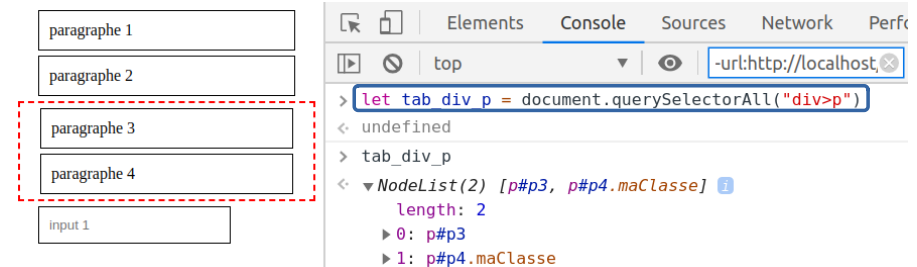 paragraphe 1
paragraphe 2
paragraphe 3
paragraphe 4
input 1
Elements Console Sources Network Perfo
top ▼ -url:http://localhost,
> let tab_div_p = document.querySelectorAll("div>p")
< undefined
> tab_div_p
< ▼NodeList(2) [p#p3, p#p4.maClasse] i
length: 2
▶0: p#p3
▶1: p#p4.maClasse